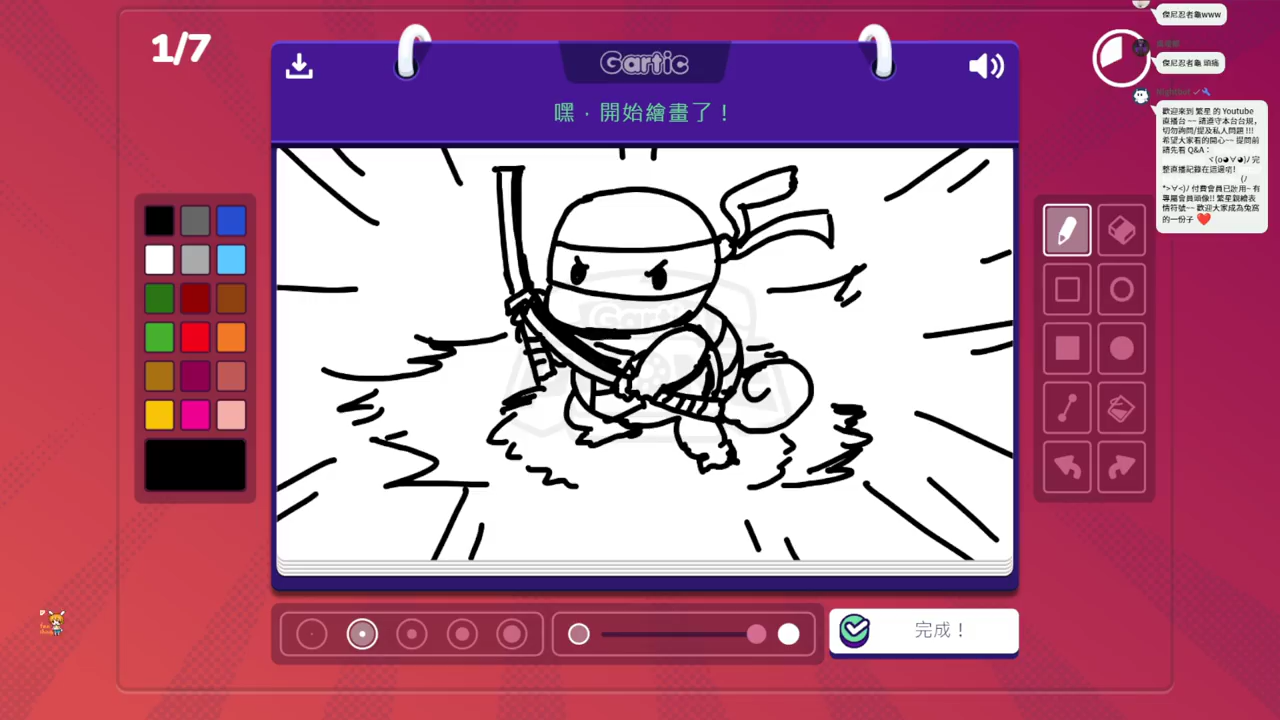 1/7
Gartic
嘿，開始繪畫了！
Gartic
完成！
傑尼忍者龜www
傑尼忍者龜 頭痛
Nightbot
歡迎來到 繁星 的 Youtube
直播台 ~~ 請遵守本台台規，
切勿詢問/提及私人問題 !!!
希望大家看的開心~~ 提問前
請先看 Q&A：
ヾ(o◕∀◕)ﾉ 完
整直播記錄在這邊唷!
(/
*>∀<)/ 付費會員已啟用~ 有
專屬會員頭像!! 繁星親繪表
情符號~~ 歡迎大家成為兔窩
的一份子 ❤️